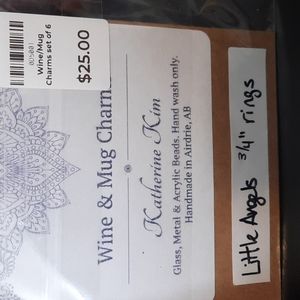 Wine/Mug
Charms set of 6
$25.00
Wine & Mug Charms
Katherine Kim
Glass, Metal & Acrylic Beads. Hand wash only.
Handmade in Airdrie, AB
Little Angels 3/4" rings